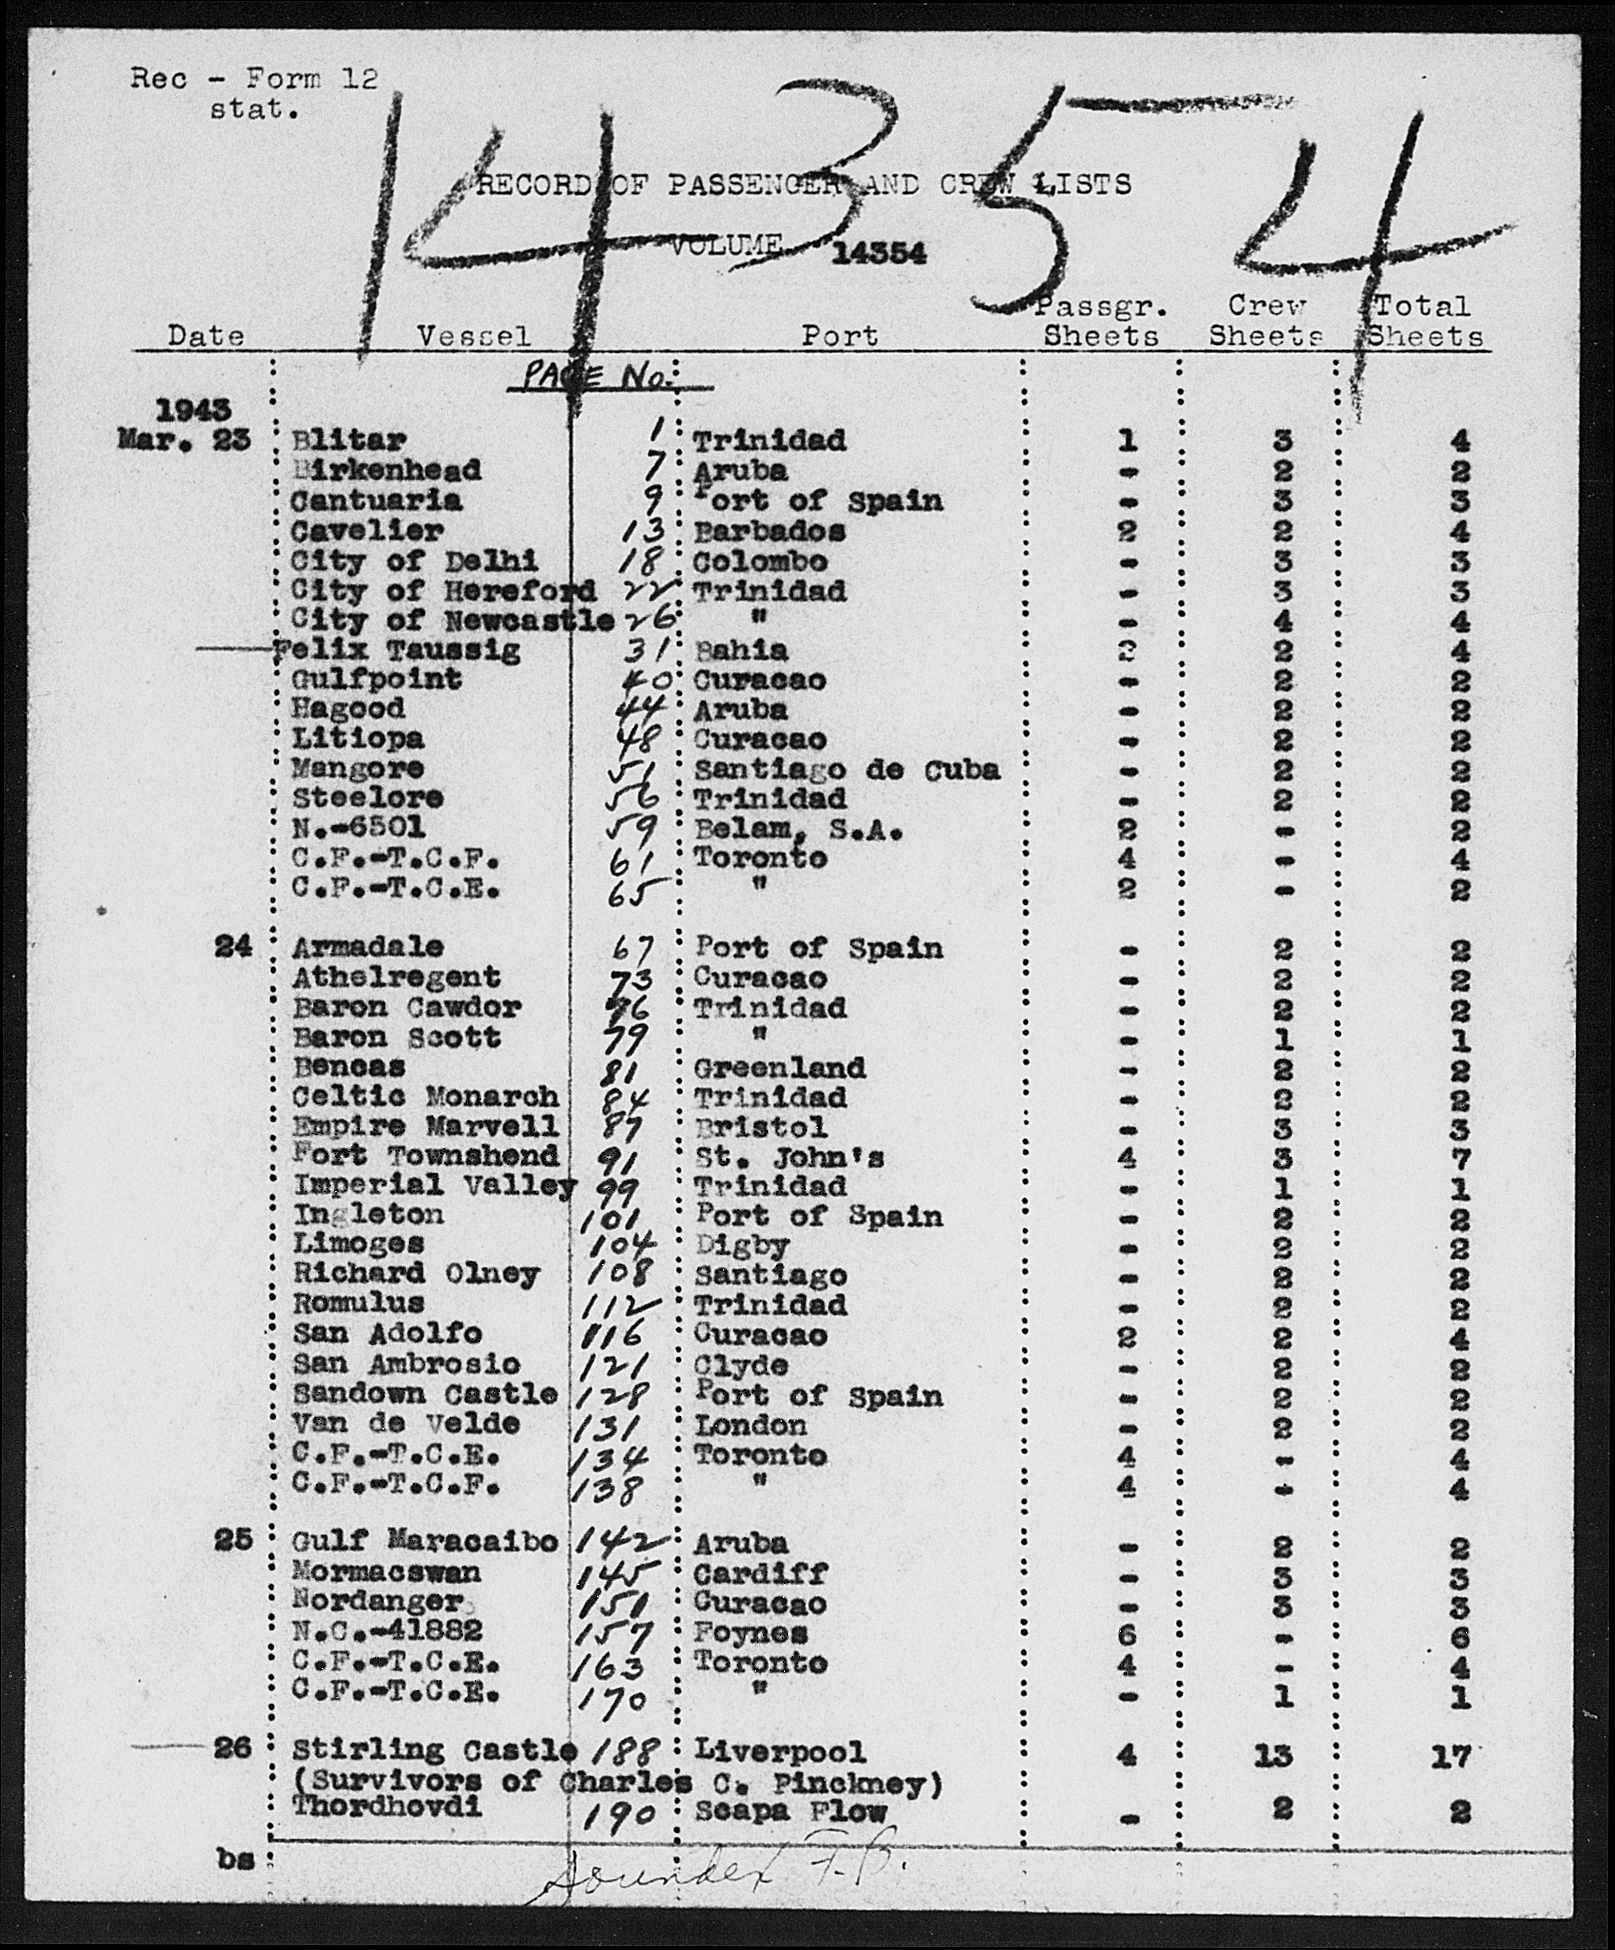 Rec - Form 12
stat.
14354
RECORD OF PASSENGER AND CREW LISTS
VOLUME 14354
Date Vessel Port Passgr. Sheets Crew Sheets Total Sheets
PAGE No.
1943
Mar. 23 Blitar 1 Trinidad 1 3 4
Birkenhead 7 Aruba - 2 2
Cantuaria 9 Port of Spain - 3 3
Cavelier 13 Barbados 2 2 4
City of Delhi 18 Colombo - 3 3
City of Hereford 22 Trinidad - 3 3
City of Newcastle 26 " - 4 4
Felix Taussig 31 Bahia 2 2 4
Gulfpoint 40 Curacao - 2 2
Hagood 44 Aruba - 2 2
Litiopa 48 Curacao - 2 2
Mangore 51 Santiago de Cuba - 2 2
Steelore 56 Trinidad - 2 2
N.-6501 59 Belam, S.A. 2 - 2
C.F.-T.C.F. 61 Toronto 4 - 4
C.F.-T.C.E. 65 " 2 - 2
24 Armadale 67 Port of Spain - 2 2
Athelregent 73 Curacao - 2 2
Baron Cawdor 76 Trinidad - 2 2
Baron Scott 79 " - 1 1
Beneas 81 Greenland - 2 2
Celtic Monarch 84 Trinidad - 2 2
Empire Marvell 87 Bristol - 3 3
Fort Townshend 91 St. John's 4 3 7
Imperial Valley 99 Trinidad - 1 1
Ingleton 101 Port of Spain - 2 2
Limoges 104 Digby - 2 2
Richard Olney 108 Santiago - 2 2
Romulus 112 Trinidad - 2 2
San Adolfo 116 Curacao 2 2 4
San Ambrosio 121 Clyde - 2 2
Sandown Castle 128 Port of Spain - 2 2
Van de Velde 131 London - 2 2
C.F.-T.C.E. 134 Toronto 4 - 4
C.F.-T.C.F. 138 " 4 - 4
25 Gulf Maracaibo 142 Aruba - 2 2
Mormacswan 145 Cardiff - 3 3
Nordanger 151 Curacao - 3 3
N.C.-41882 157 Foynes 6 - 6
C.F.-T.C.E. 163 Toronto 4 - 4
C.F.-T.C.E. 170 " - 1 1
26 Stirling Castle 188 Liverpool 4 13 17
(Survivors of Charles C. Pinckney)
Thordhovdi 190 Scapa Flow - 2 2
bs
Soundex F.B.